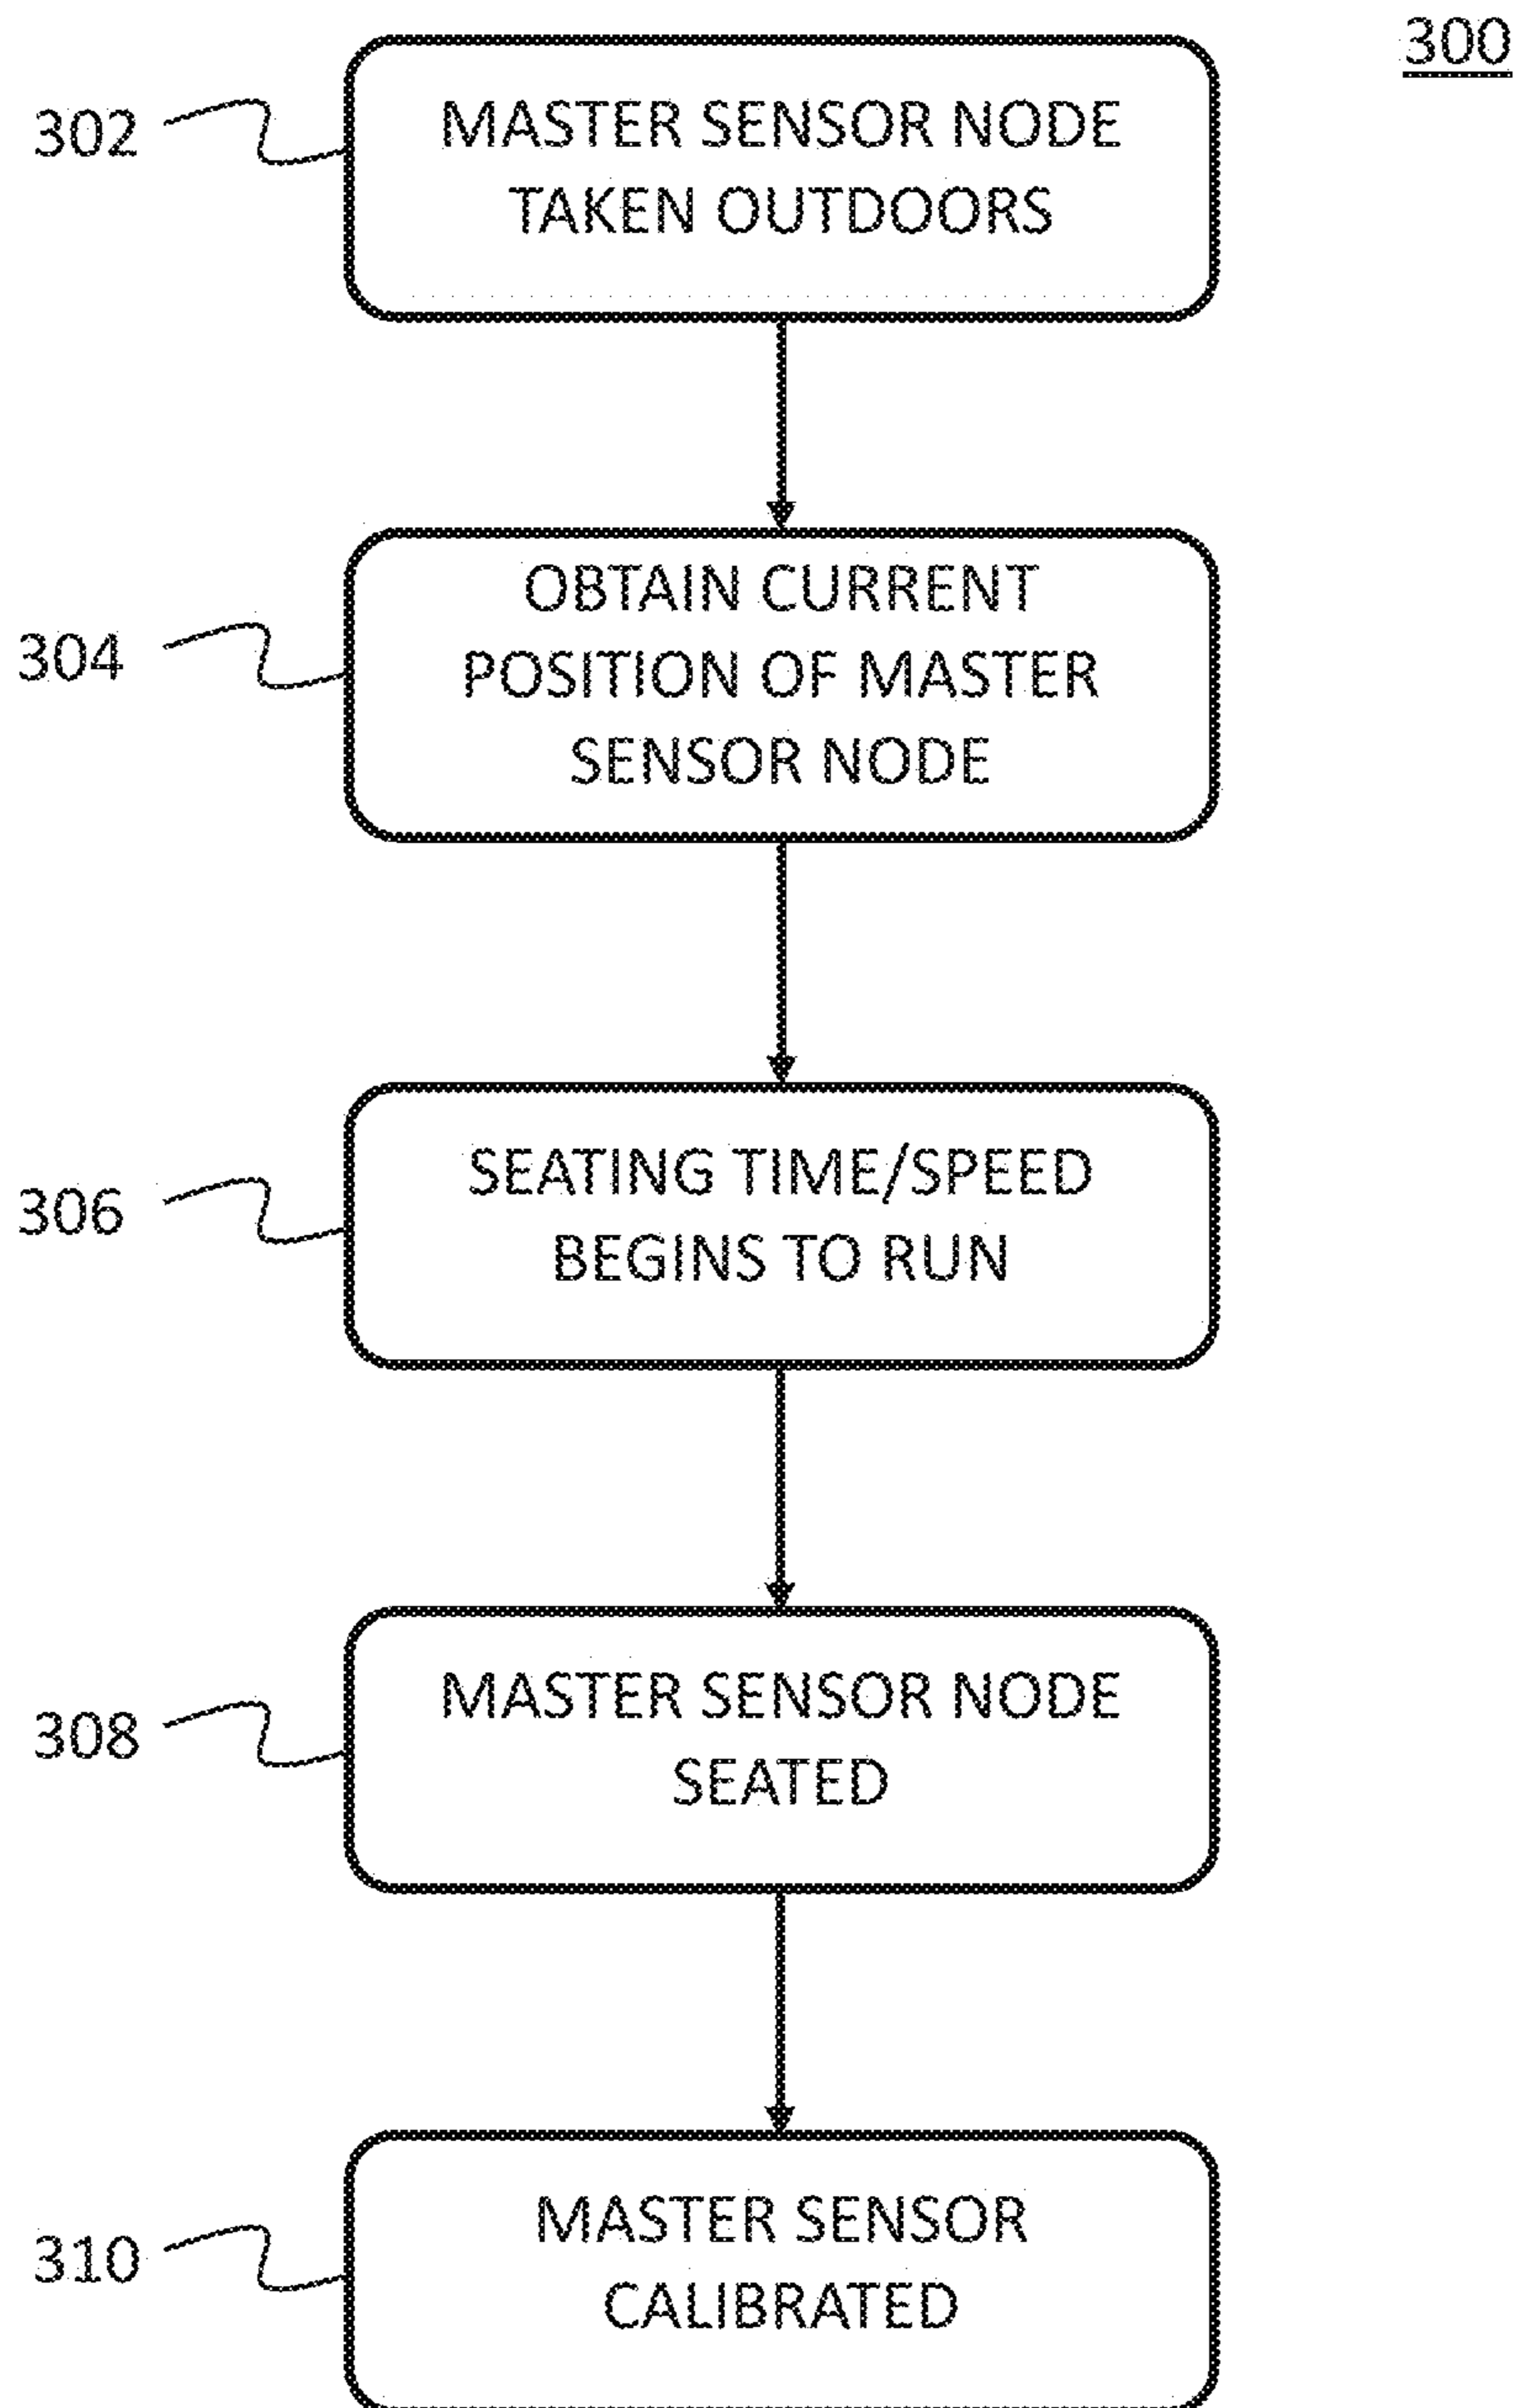 300
302
MASTER SENSOR NODE
TAKEN OUTDOORS
304
OBTAIN CURRENT
POSITION OF MASTER
SENSOR NODE
306
SEATING TIME/SPEED
BEGINS TO RUN
308
MASTER SENSOR NODE
SEATED
310
MASTER SENSOR
CALIBRATED